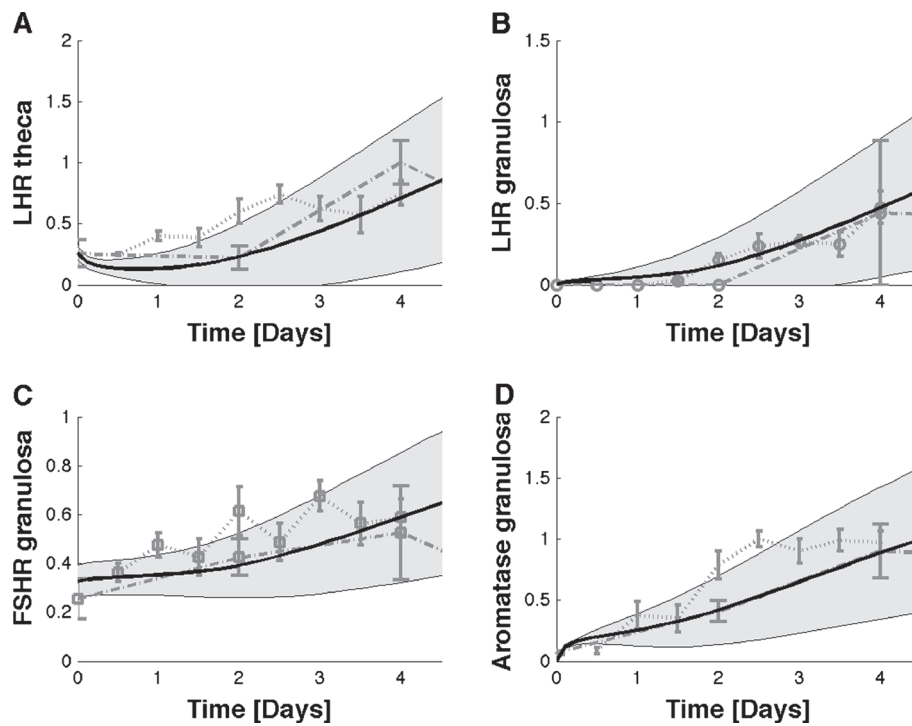 A
B
2
1.5
1
0.5
0
LHR theca
0 1 2 3 4
Time [Days]
1.5
1
0.5
0
LHR granulosa
0 1 2 3 4
Time [Days]
C
D
1
0.8
0.6
0.4
0.2
0
FSHR granulosa
0 1 2 3 4
Time [Days]
2
1.5
1
0.5
0
Aromatase granulosa
0 1 2 3 4
Time [Days]